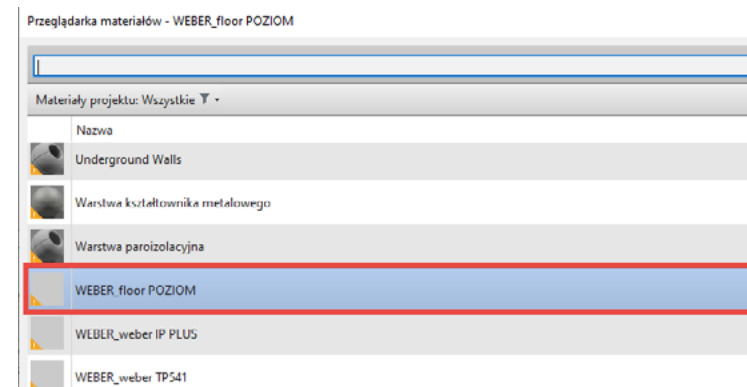 Przeglądarka materiałów - WEBER_floor POZIOM
Materiały projektu: Wszystkie
Nazwa
Underground Walls
Warstwa kształtownika metalowego
Warstwa paroizolacyjna
WEBER_floor POZIOM
WEBER_weber IP PLUS
WEBER_weber TP541